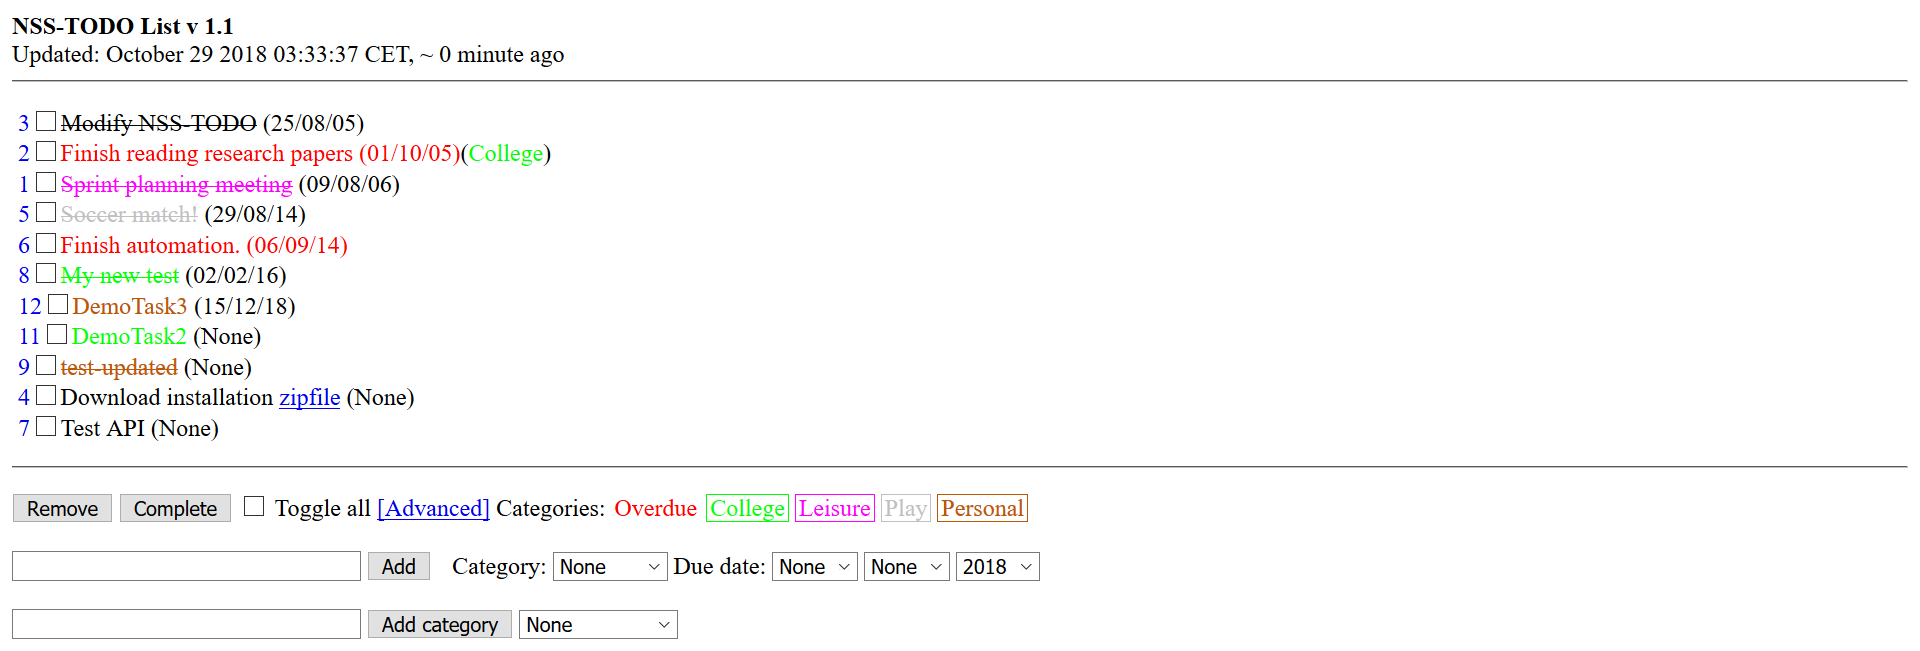 NSS-TODO List v 1.1
Updated: October 29 2018 03:33:37 CET, ~ 0 minute ago
3 Modify NSS-TODO (25/08/05)
2 Finish reading research papers (01/10/05)(College)
1 Sprint planning meeting (09/08/06)
5 Soccer match! (29/08/14)
6 Finish automation. (06/09/14)
8 My new test (02/02/16)
12 DemoTask3 (15/12/18)
11 DemoTask2 (None)
9 test-updated (None)
4 Download installation zipfile (None)
7 Test API (None)
Remove Complete Toggle all [Advanced] Categories: Overdue College Leisure Play Personal
Add Category: None Due date: None None 2018
Add category None